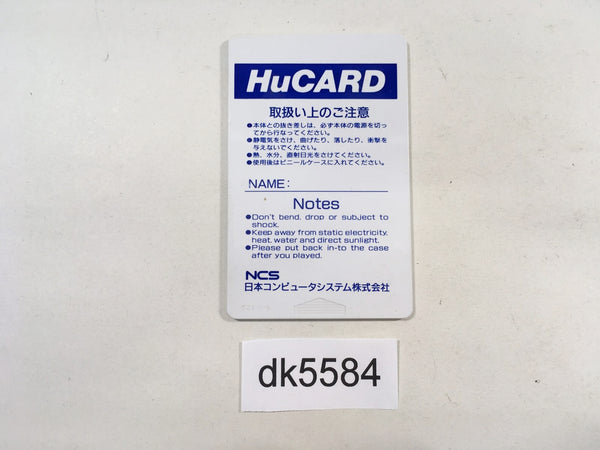 HuCARD
取扱い上のご注意
●本体との抜き差しは、必ず本体の電源を切っ
てから行なってください。
●静電気をさけ、曲げたり、落したり、衝撃を
与えないでください。
●熱、水分、直射日光をさけてください。
●使用後はビニールケースに入れてください。
NAME:
Notes
●Don't bend, drop or subject to
shock.
●Keep away from static electricity,
heat, water and direct sunlight.
●Please put back in-to the case
after you played.
NCS
日本コンピュータシステム株式会社
dk5584